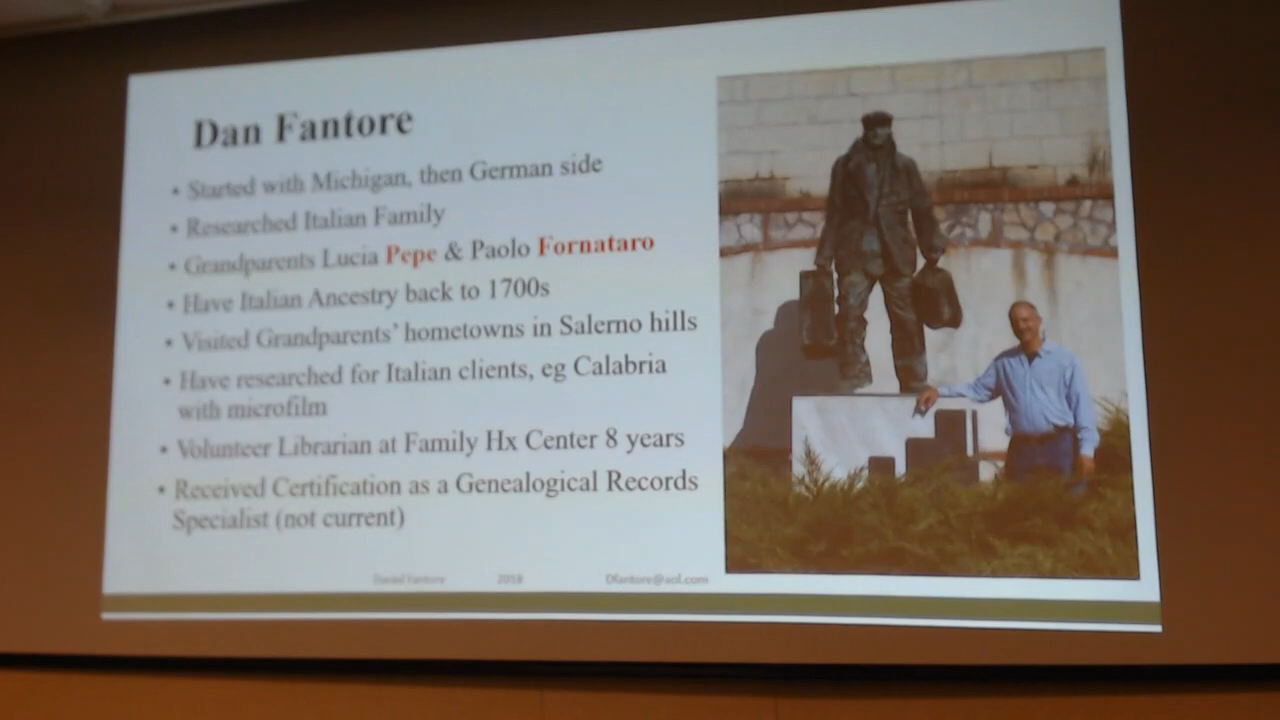 Dan Fantore
• Started with Michigan, then German side
• Researched Italian Family
• Grandparents Lucia Pepe & Paolo Fornataro
• Have Italian Ancestry back to 1700s
• Visited Grandparents' hometowns in Salerno hills
• Have researched for Italian clients, eg Calabria
with microfilm
• Volunteer Librarian at Family Hx Center 8 years
• Received Certification as a Genealogical Records
Specialist (not current)
Daniel Fantore 2018 Dfantore@aol.com